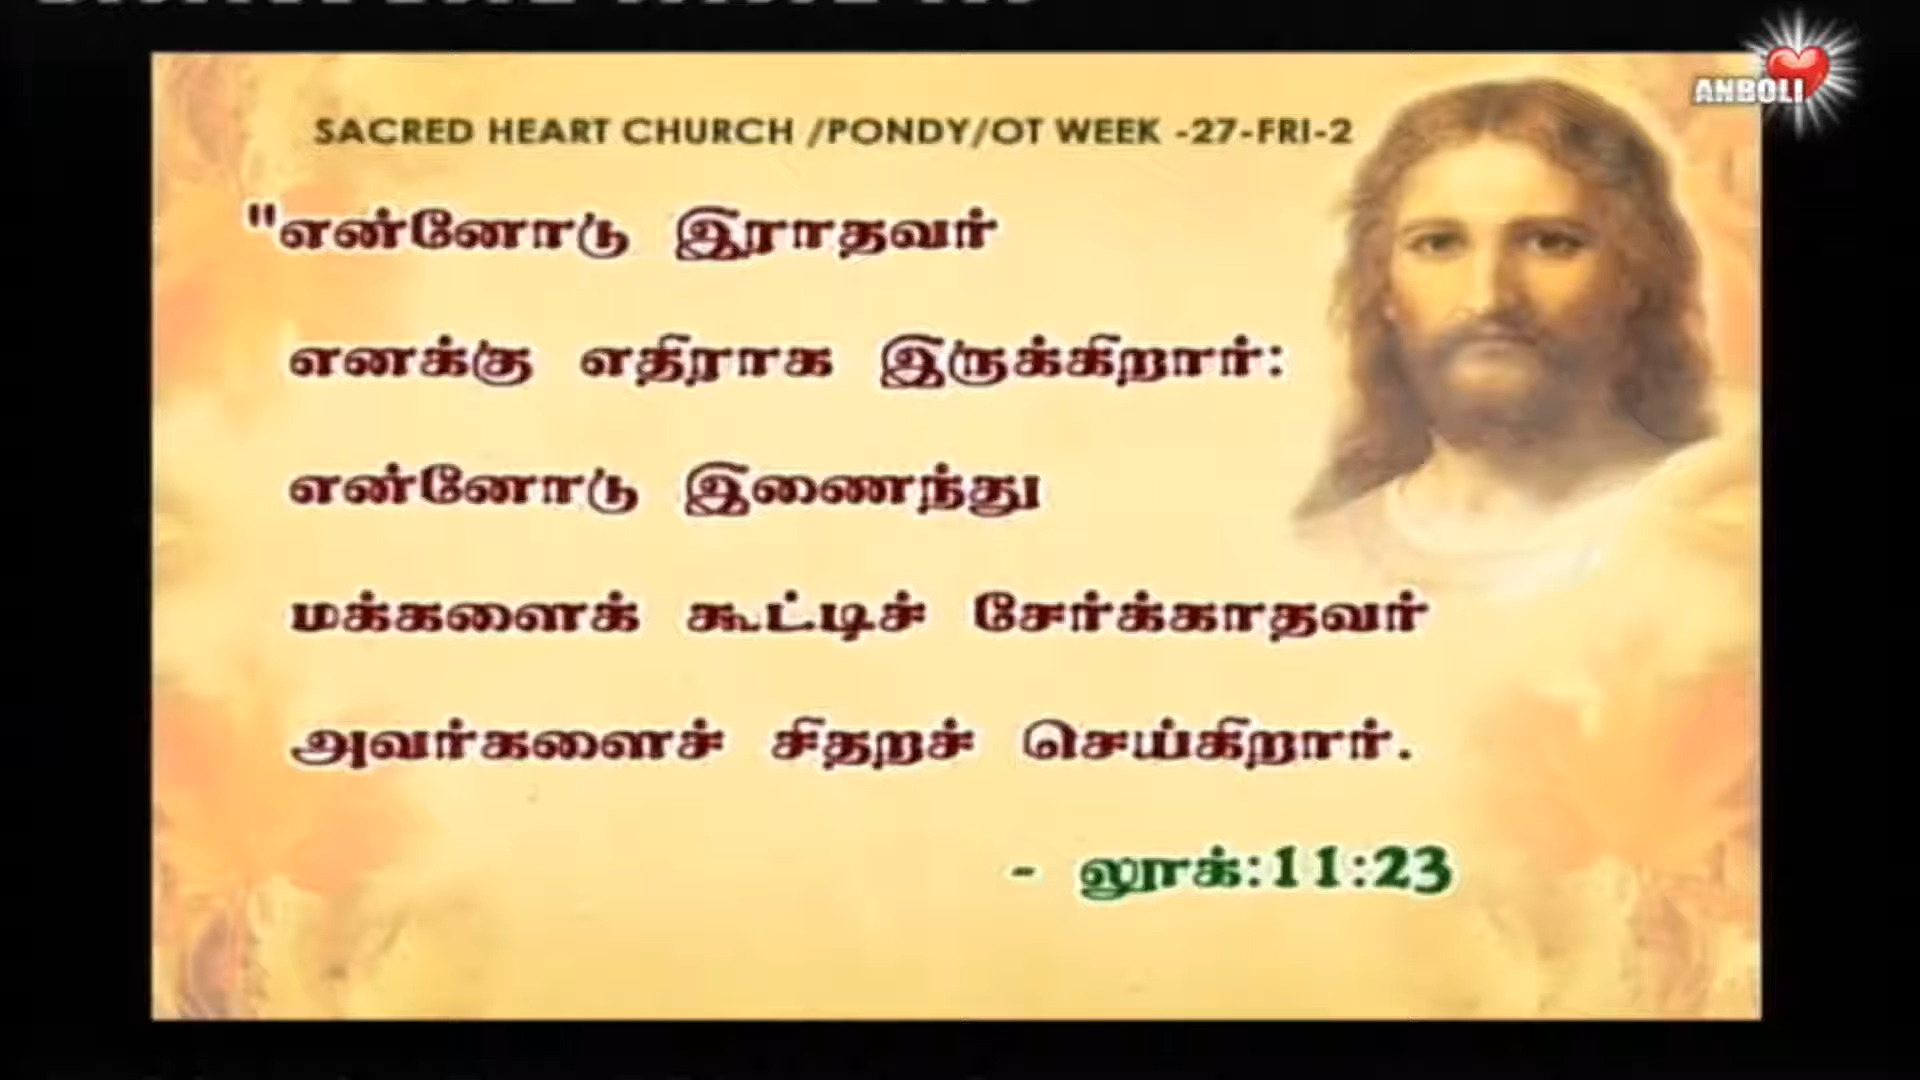 ANBOLI
SACRED HEART CHURCH /PONDY/OT WEEK -27-FRI-2
"என்னோடு இராதவர்
எனக்கு எதிராக இருக்கிறார்:
என்னோடு இணைந்து
மக்களைக் கூட்டிச் சேர்க்காதவர்
அவர்களைச் சிதறச் செய்கிறார்.
- லூக்:11:23